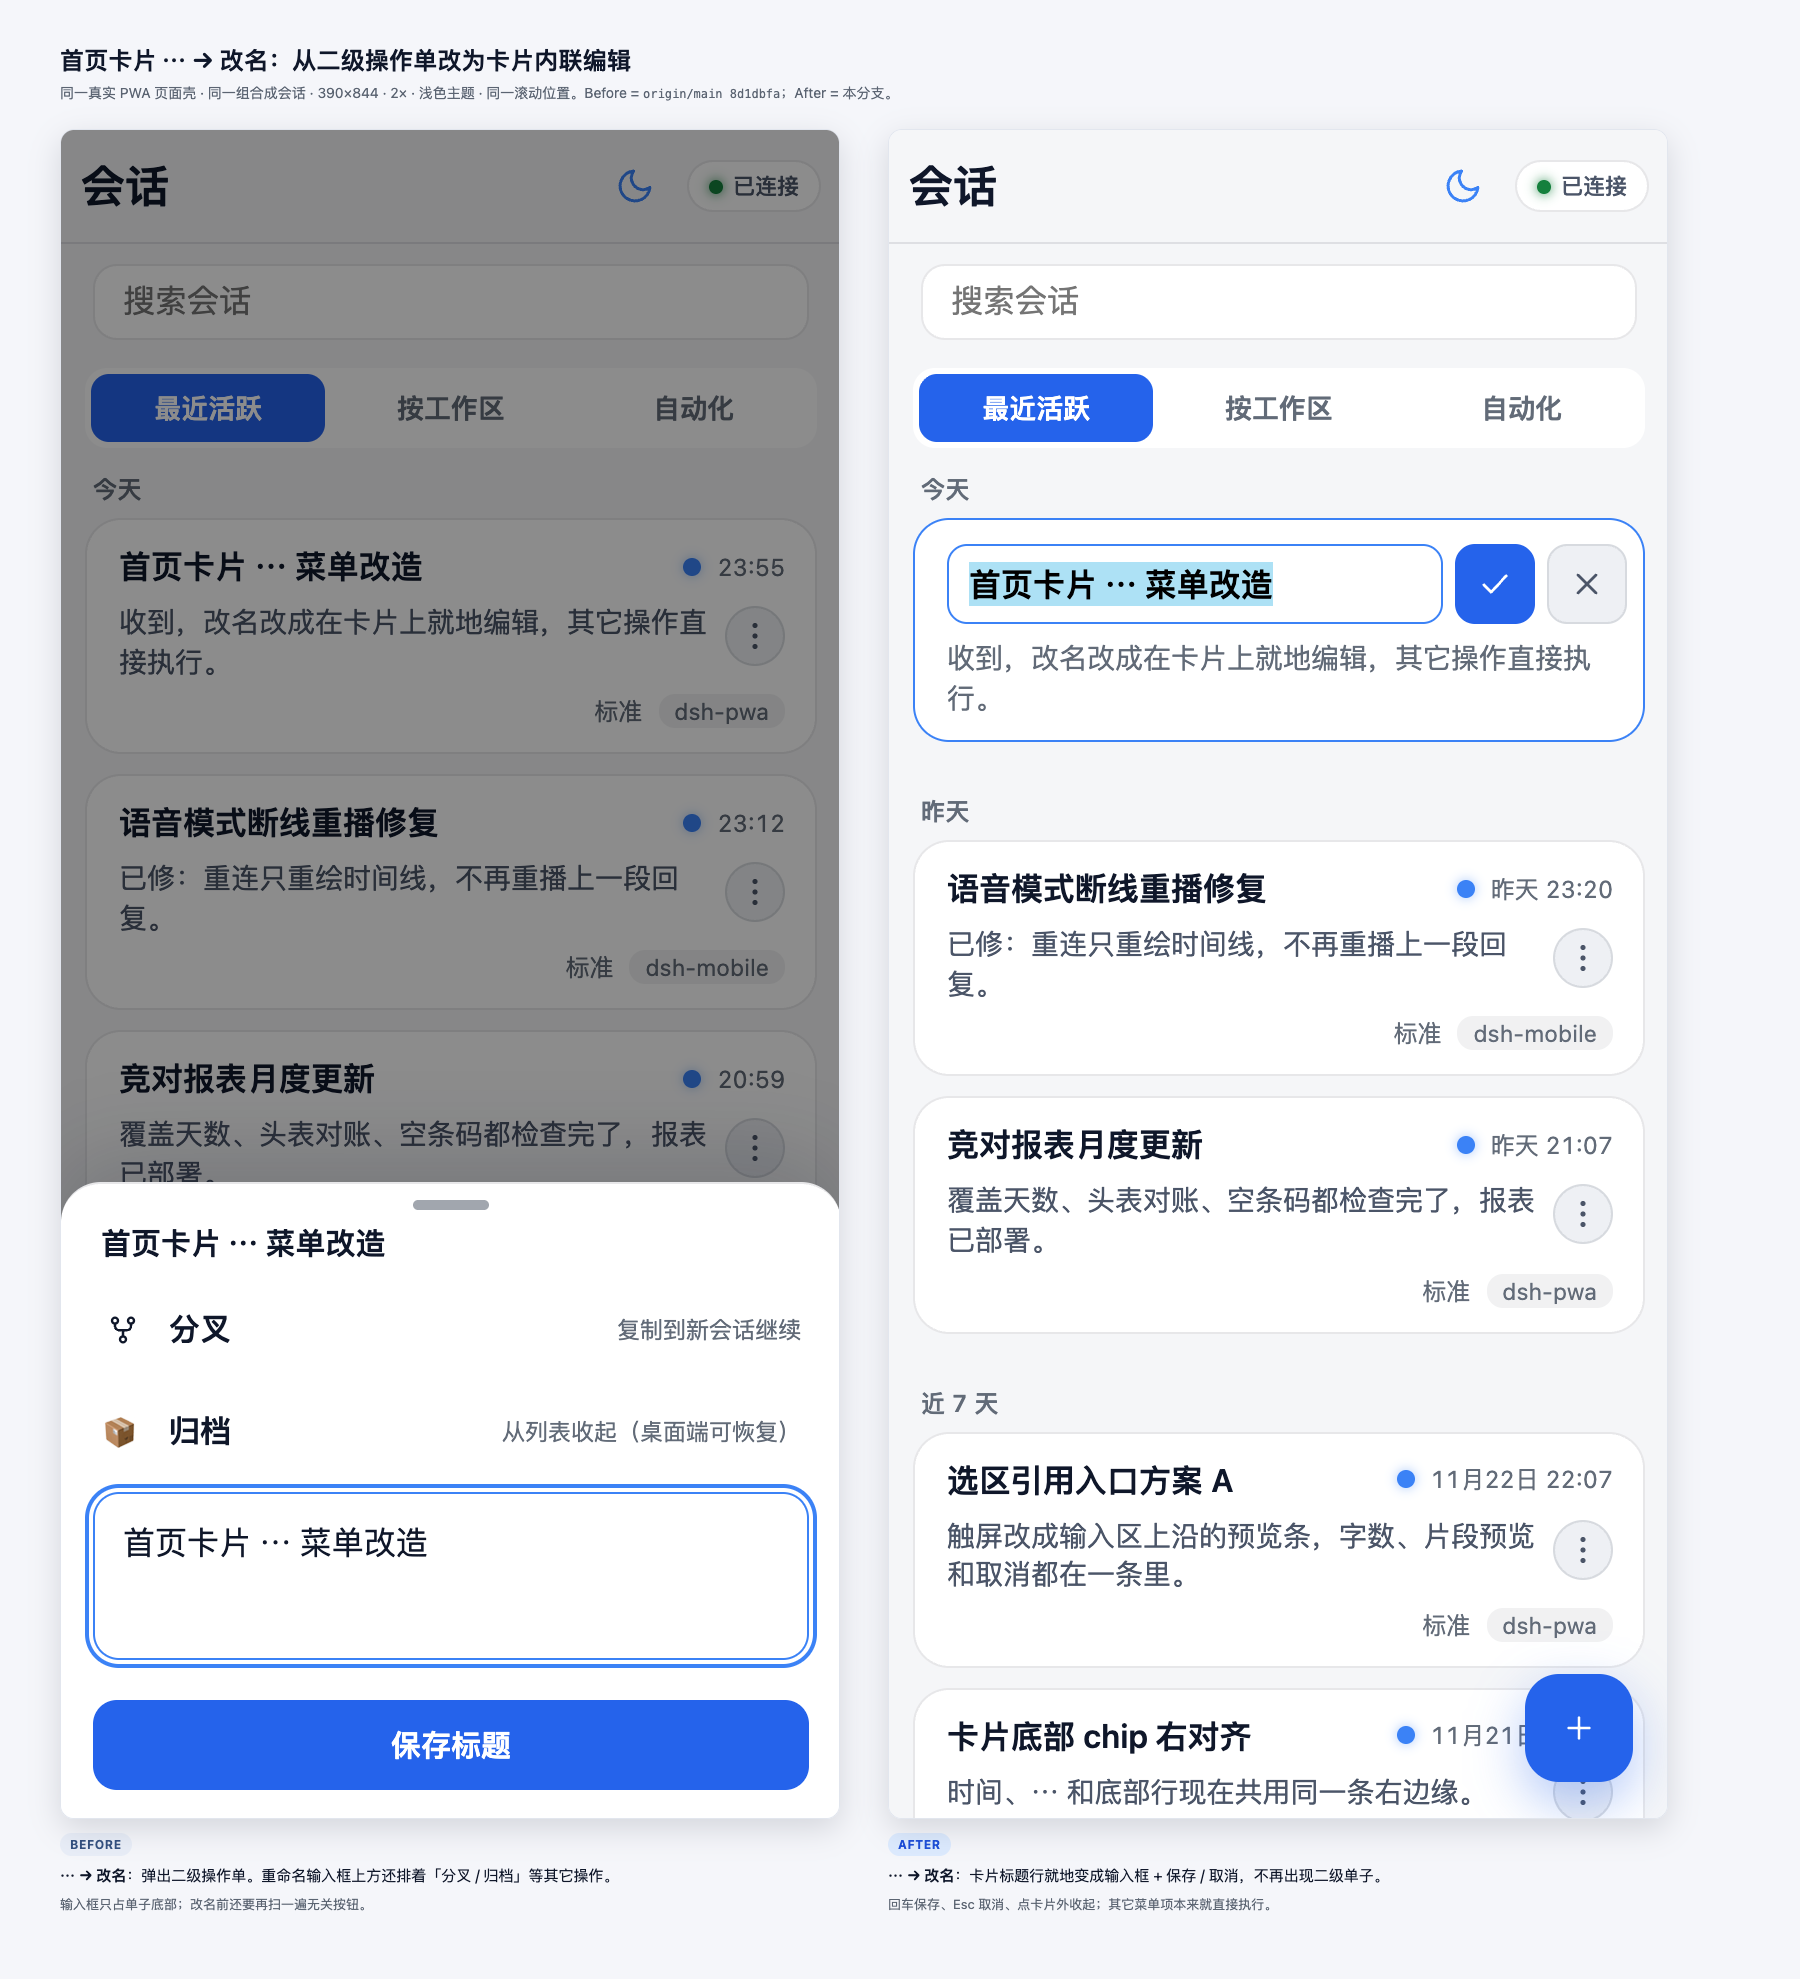 首页卡片 ··· → 改名：从二级操作单改为卡片内联编辑
同一真实 PWA 页面壳 · 同一组合成会话 · 390×844 · 2× · 浅色主题 · 同一滚动位置。Before = origin/main 8d1dbfa；After = 本分支。
会话
已连接
搜索会话
最近活跃
按工作区
自动化
今天
首页卡片 ··· 菜单改造
23:55
收到，改名改成在卡片上就地编辑，其它操作直
接执行。
标准
dsh-pwa
语音模式断线重播修复
23:12
已修：重连只重绘时间线，不再重播上一段回
复。
标准
dsh-mobile
竞对报表月度更新
20:59
覆盖天数、头表对账、空条码都检查完了，报表
已部署。
首页卡片 ··· 菜单改造
分叉
复制到新会话继续
归档
从列表收起（桌面端可恢复）
首页卡片 ··· 菜单改造
保存标题
BEFORE
··· → 改名：弹出二级操作单。重命名输入框上方还排着「分叉 / 归档」等其它操作。
输入框只占单子底部；改名前还要再扫一遍无关按钮。
会话
已连接
搜索会话
最近活跃
按工作区
自动化
今天
首页卡片 ··· 菜单改造
收到，改名改成在卡片上就地编辑，其它操作直接执
行。
昨天
语音模式断线重播修复
昨天 23:20
已修：重连只重绘时间线，不再重播上一段回
复。
标准
dsh-mobile
竞对报表月度更新
昨天 21:07
覆盖天数、头表对账、空条码都检查完了，报表
已部署。
标准
dsh-pwa
近 7 天
选区引用入口方案 A
11月22日 22:07
触屏改成输入区上沿的预览条，字数、片段预览
和取消都在一条里。
标准
dsh-pwa
卡片底部 chip 右对齐
11月21日
时间、··· 和底部行现在共用同一条右边缘。
AFTER
··· → 改名：卡片标题行就地变成输入框 + 保存 / 取消，不再出现二级单子。
回车保存、Esc 取消、点卡片外收起；其它菜单项本来就直接执行。